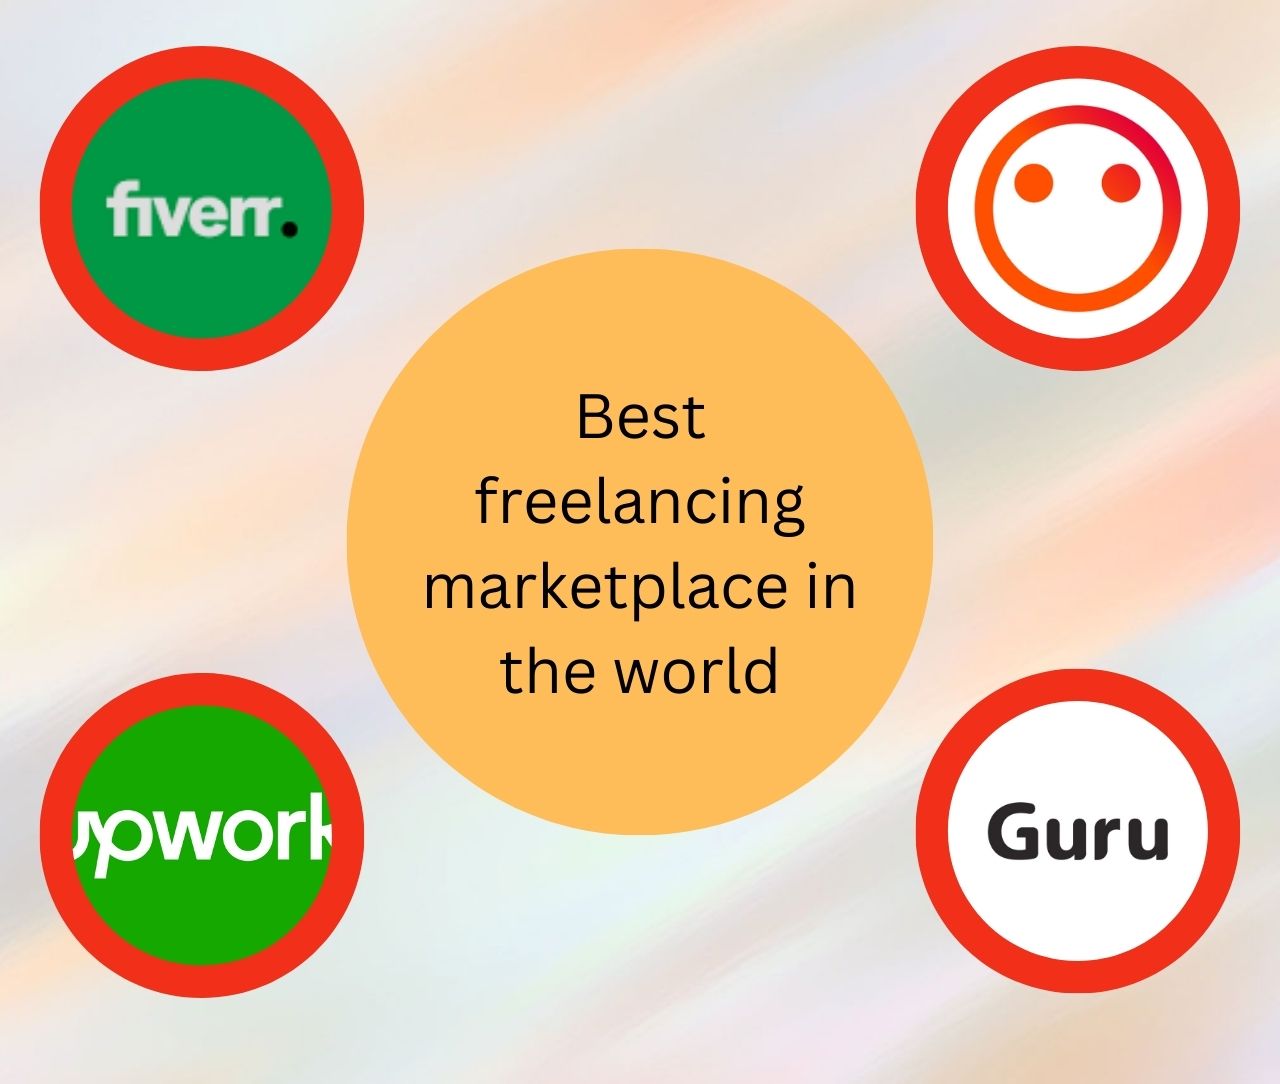 fiverr.
Best
freelancing
marketplace in
the world
upwork
Guru